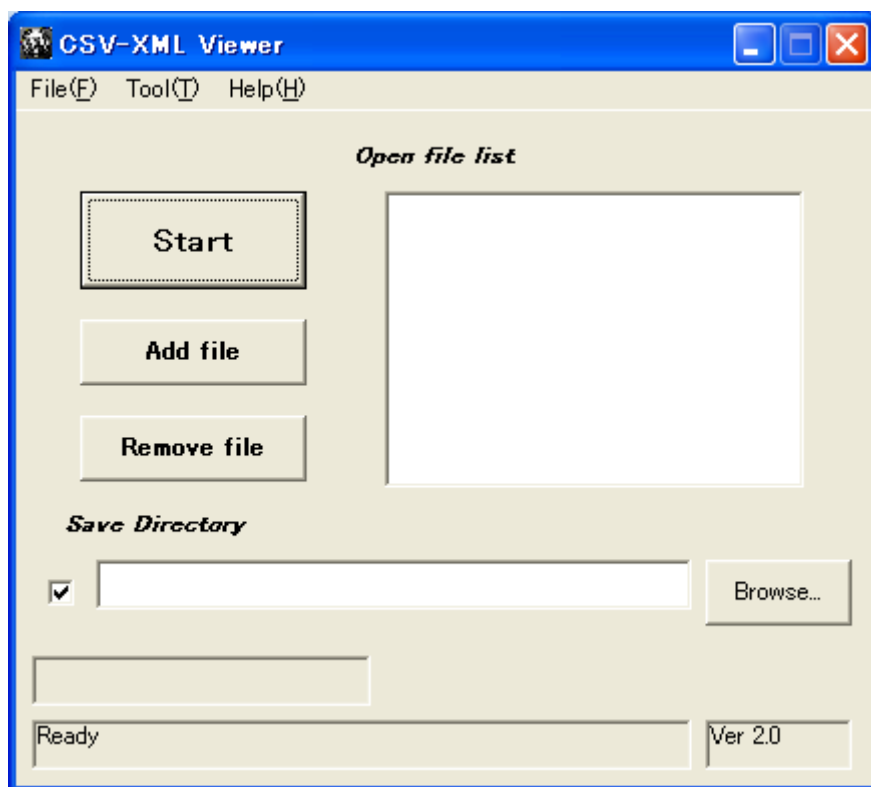 CSV-XML Viewer
File(F) Tool(T) Help(H)
Open file list
Start
Add file
Remove file
Save Directory
Browse...
Ready
Ver 2.0